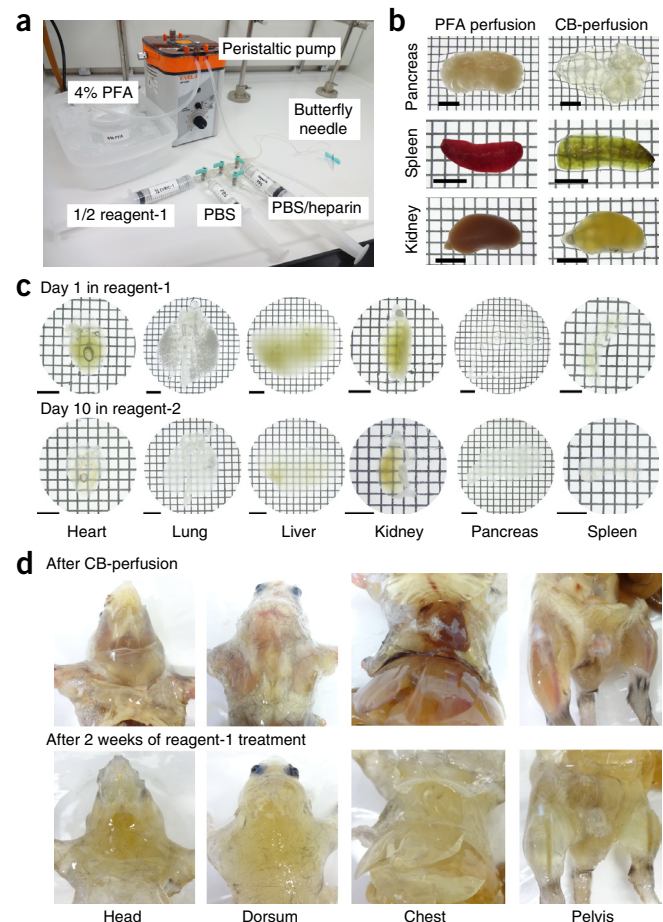 a
Peristaltic pump
4% PFA
Butterfly
needle
4% PFA
1/2 reagent-1
PBS
PBS/heparin
b
PFA perfusion
CB-perfusion
Pancreas
Spleen
Kidney
c
Day 1 in reagent-1
Day 10 in reagent-2
Heart
Lung
Liver
Kidney
Pancreas
Spleen
d
After CB-perfusion
After 2 weeks of reagent-1 treatment
Head
Dorsum
Chest
Pelvis